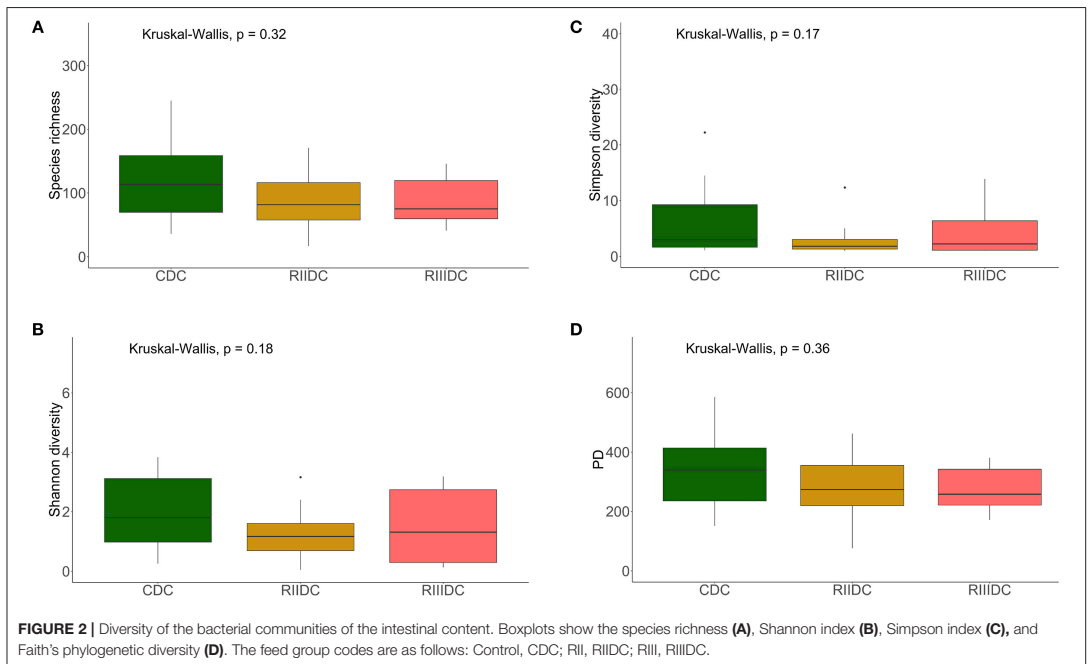 A
Kruskal-Wallis, p = 0.32
Species richness
300
200
100
0
CDC
RIIDC
RIIIDC
C
Kruskal-Wallis, p = 0.17
Simpson diversity
40
30
20
10
0
CDC
RIIDC
RIIIDC
B
Kruskal-Wallis, p = 0.18
Shannon diversity
6
4
2
0
CDC
RIIDC
RIIIDC
D
Kruskal-Wallis, p = 0.36
PD
600
400
200
0
CDC
RIIDC
RIIIDC
FIGURE 2 | Diversity of the bacterial communities of the intestinal content. Boxplots show the species richness (A), Shannon index (B), Simpson index (C), and
Faith's phylogenetic diversity (D). The feed group codes are as follows: Control, CDC; RII, RIIDC; RIII, RIIIDC.